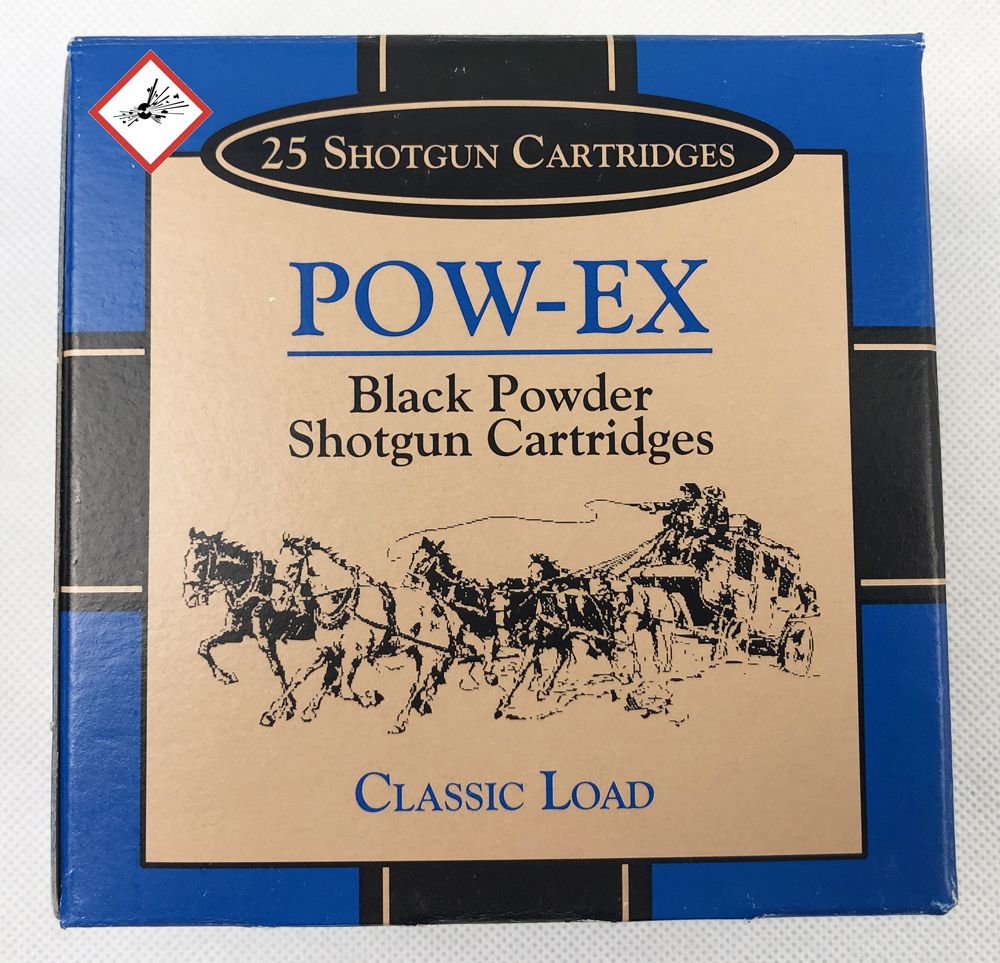 25 Shotgun Cartridges
POW-EX
Black Powder
Shotgun Cartridges
Classic Load